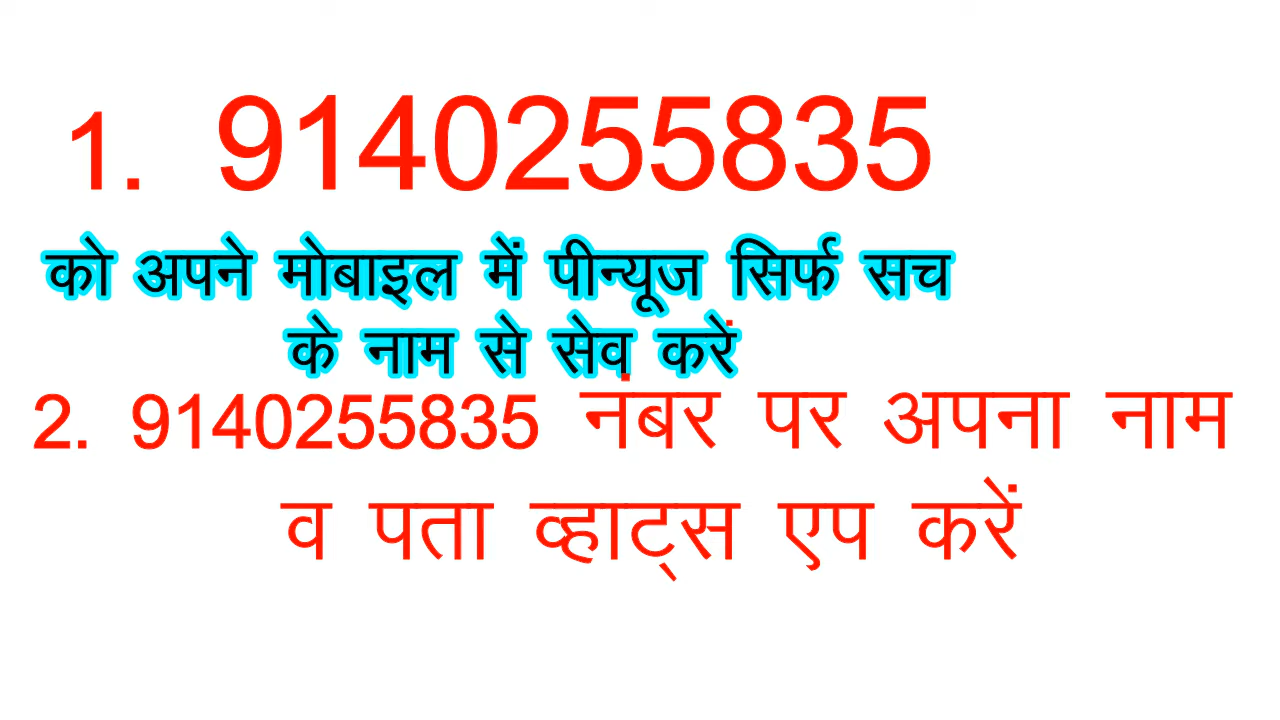 1. 9140255835
को अपने मोबाइल में पीन्यूज सिर्फ सच
के नाम से सेव करें
2. 9140255835 नंबर पर अपना नाम
व पता व्हाट्स एप करें